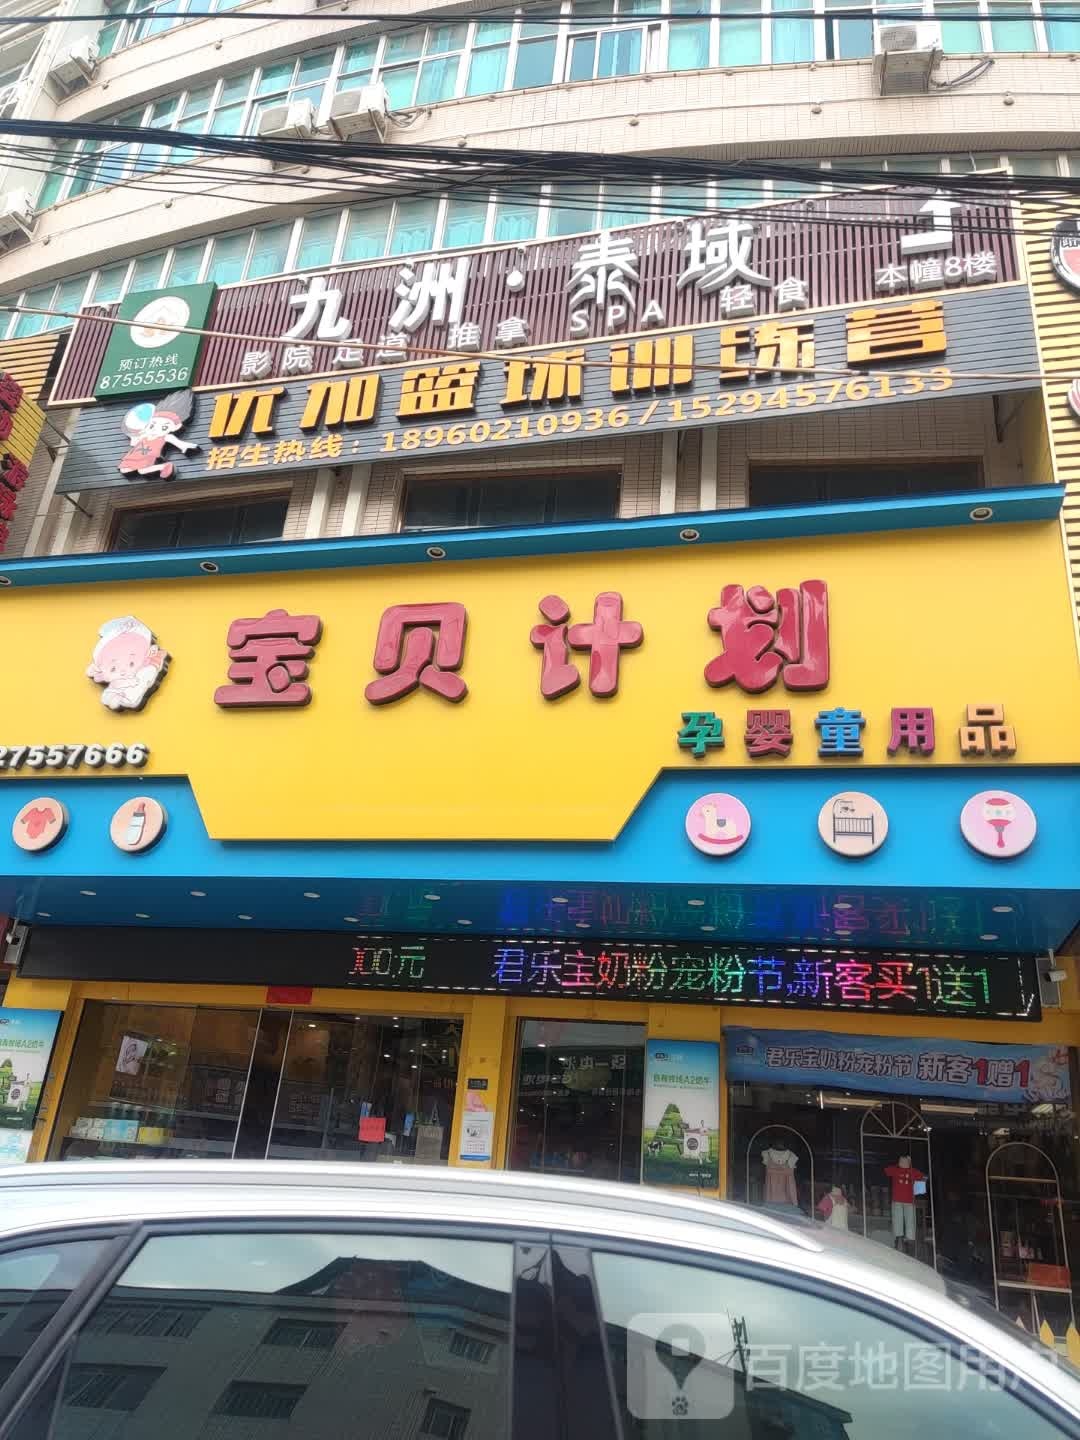 九洲·泰域
影院足道 推拿 SPA 轻食
本幢8楼
预订热线
87555536
优加篮球训练营
招生热线：18960210936/15294576133
宝贝计划
孕婴童用品
27557666
100元 君乐宝奶粉宠粉节,新客买1送1
君乐宝奶粉宠粉节 新客1赠1
百度地图用户